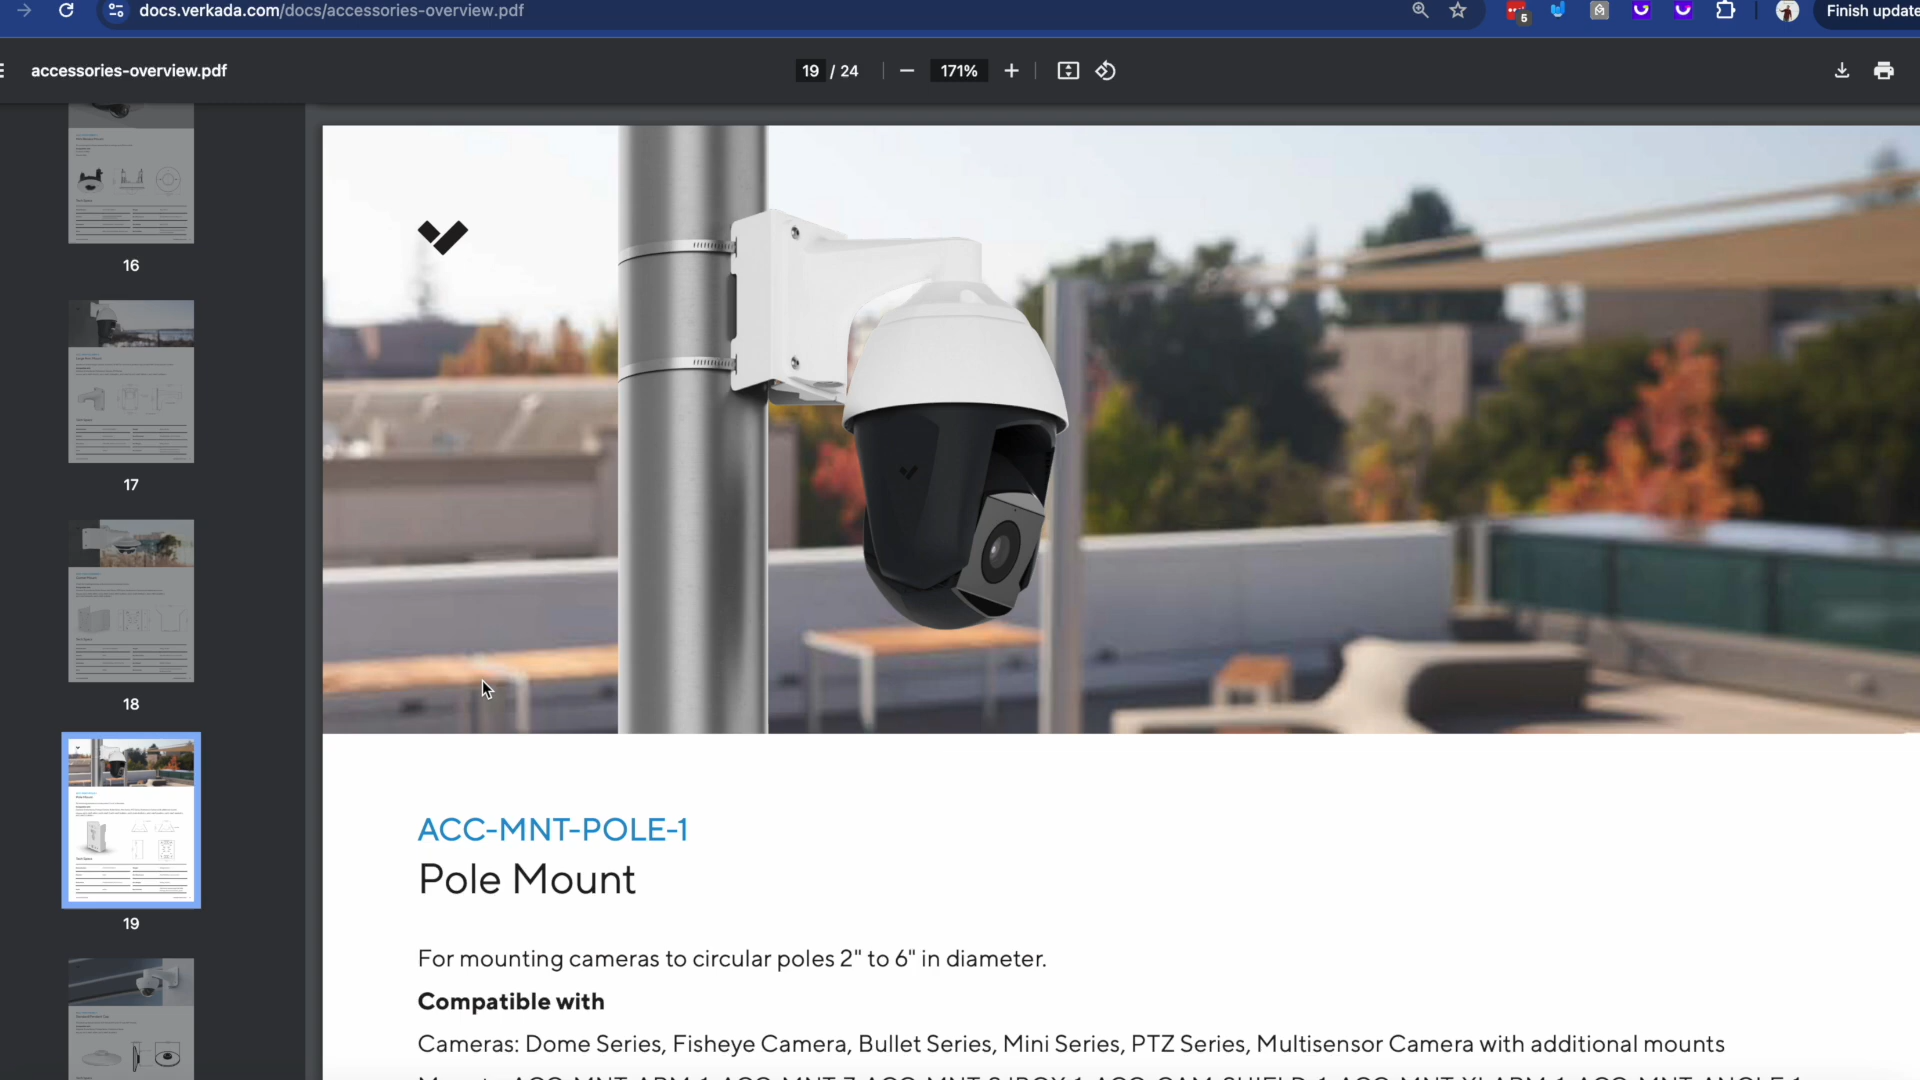 docs.verkada.com/docs/accessories-overview.pdf
5
Finish update
accessories-overview.pdf
19 / 24
171%
16
17
18
19
ACC-MNT-POLE-1
Pole Mount
For mounting cameras to circular poles 2" to 6" in diameter.
Compatible with
Cameras: Dome Series, Fisheye Camera, Bullet Series, Mini Series, PTZ Series, Multisensor Camera with additional mounts